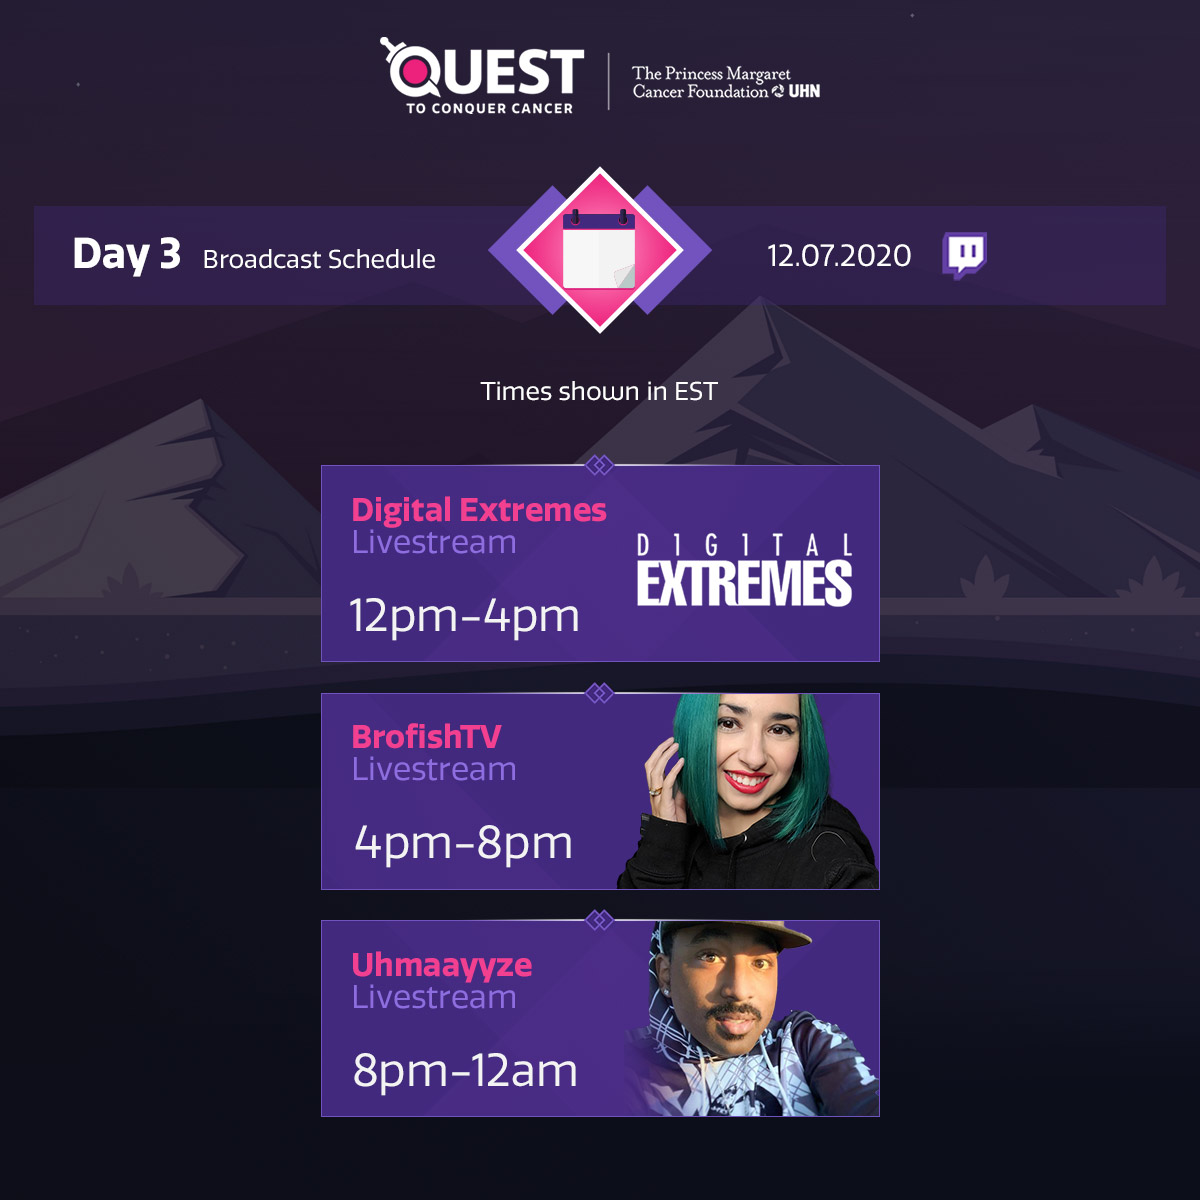 QUEST
TO CONQUER CANCER
The Princess Margaret
Cancer Foundation UHN
Day 3 Broadcast Schedule
12.07.2020
Times shown in EST
Digital Extremes
Livestream
12pm-4pm
D1G1TAL
EXTREMES
BrofishTV
Livestream
4pm-8pm
Uhmaayyze
Livestream
8pm-12am